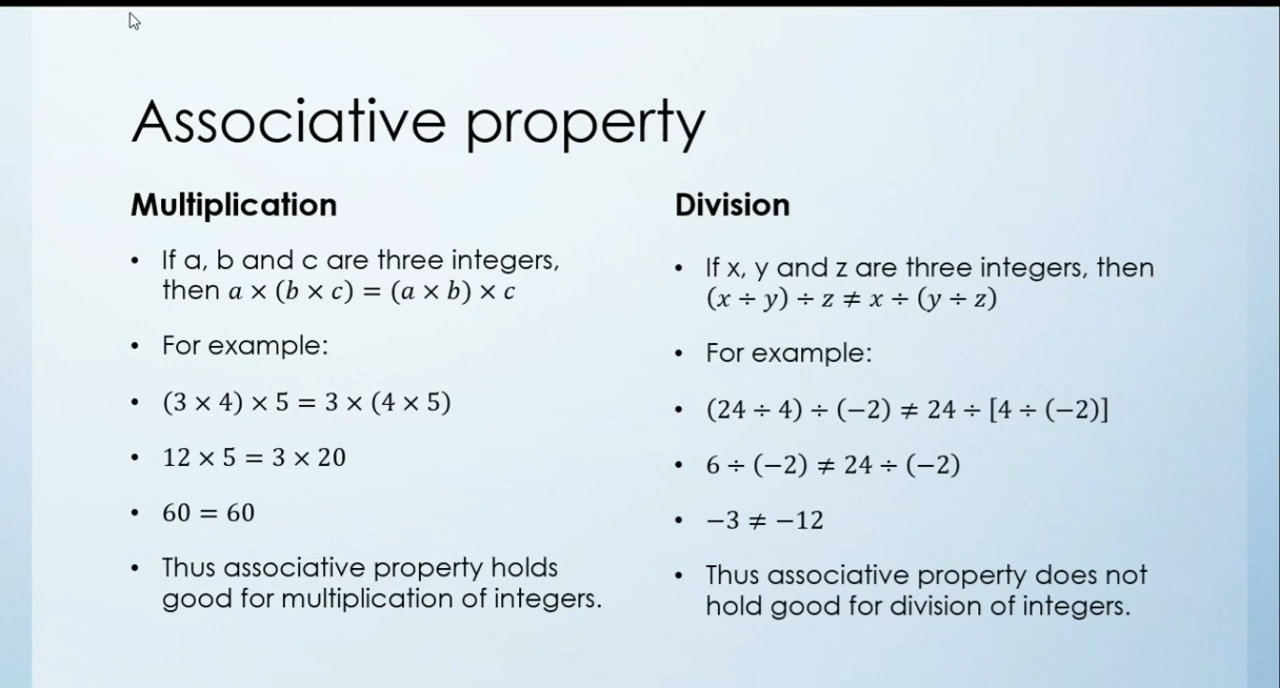 Associative property
Multiplication
• If a, b and c are three integers,
then a × (b × c) = (a × b) × c
• For example:
• (3 × 4) × 5 = 3 × (4 × 5)
• 12 × 5 = 3 × 20
• 60 = 60
• Thus associative property holds
good for multiplication of integers.
Division
• If x, y and z are three integers, then
(x ÷ y) ÷ z ≠ x ÷ (y ÷ z)
• For example:
• (24 ÷ 4) ÷ (−2) ≠ 24 ÷ [4 ÷ (−2)]
• 6 ÷ (−2) ≠ 24 ÷ (−2)
• −3 ≠ −12
• Thus associative property does not
hold good for division of integers.